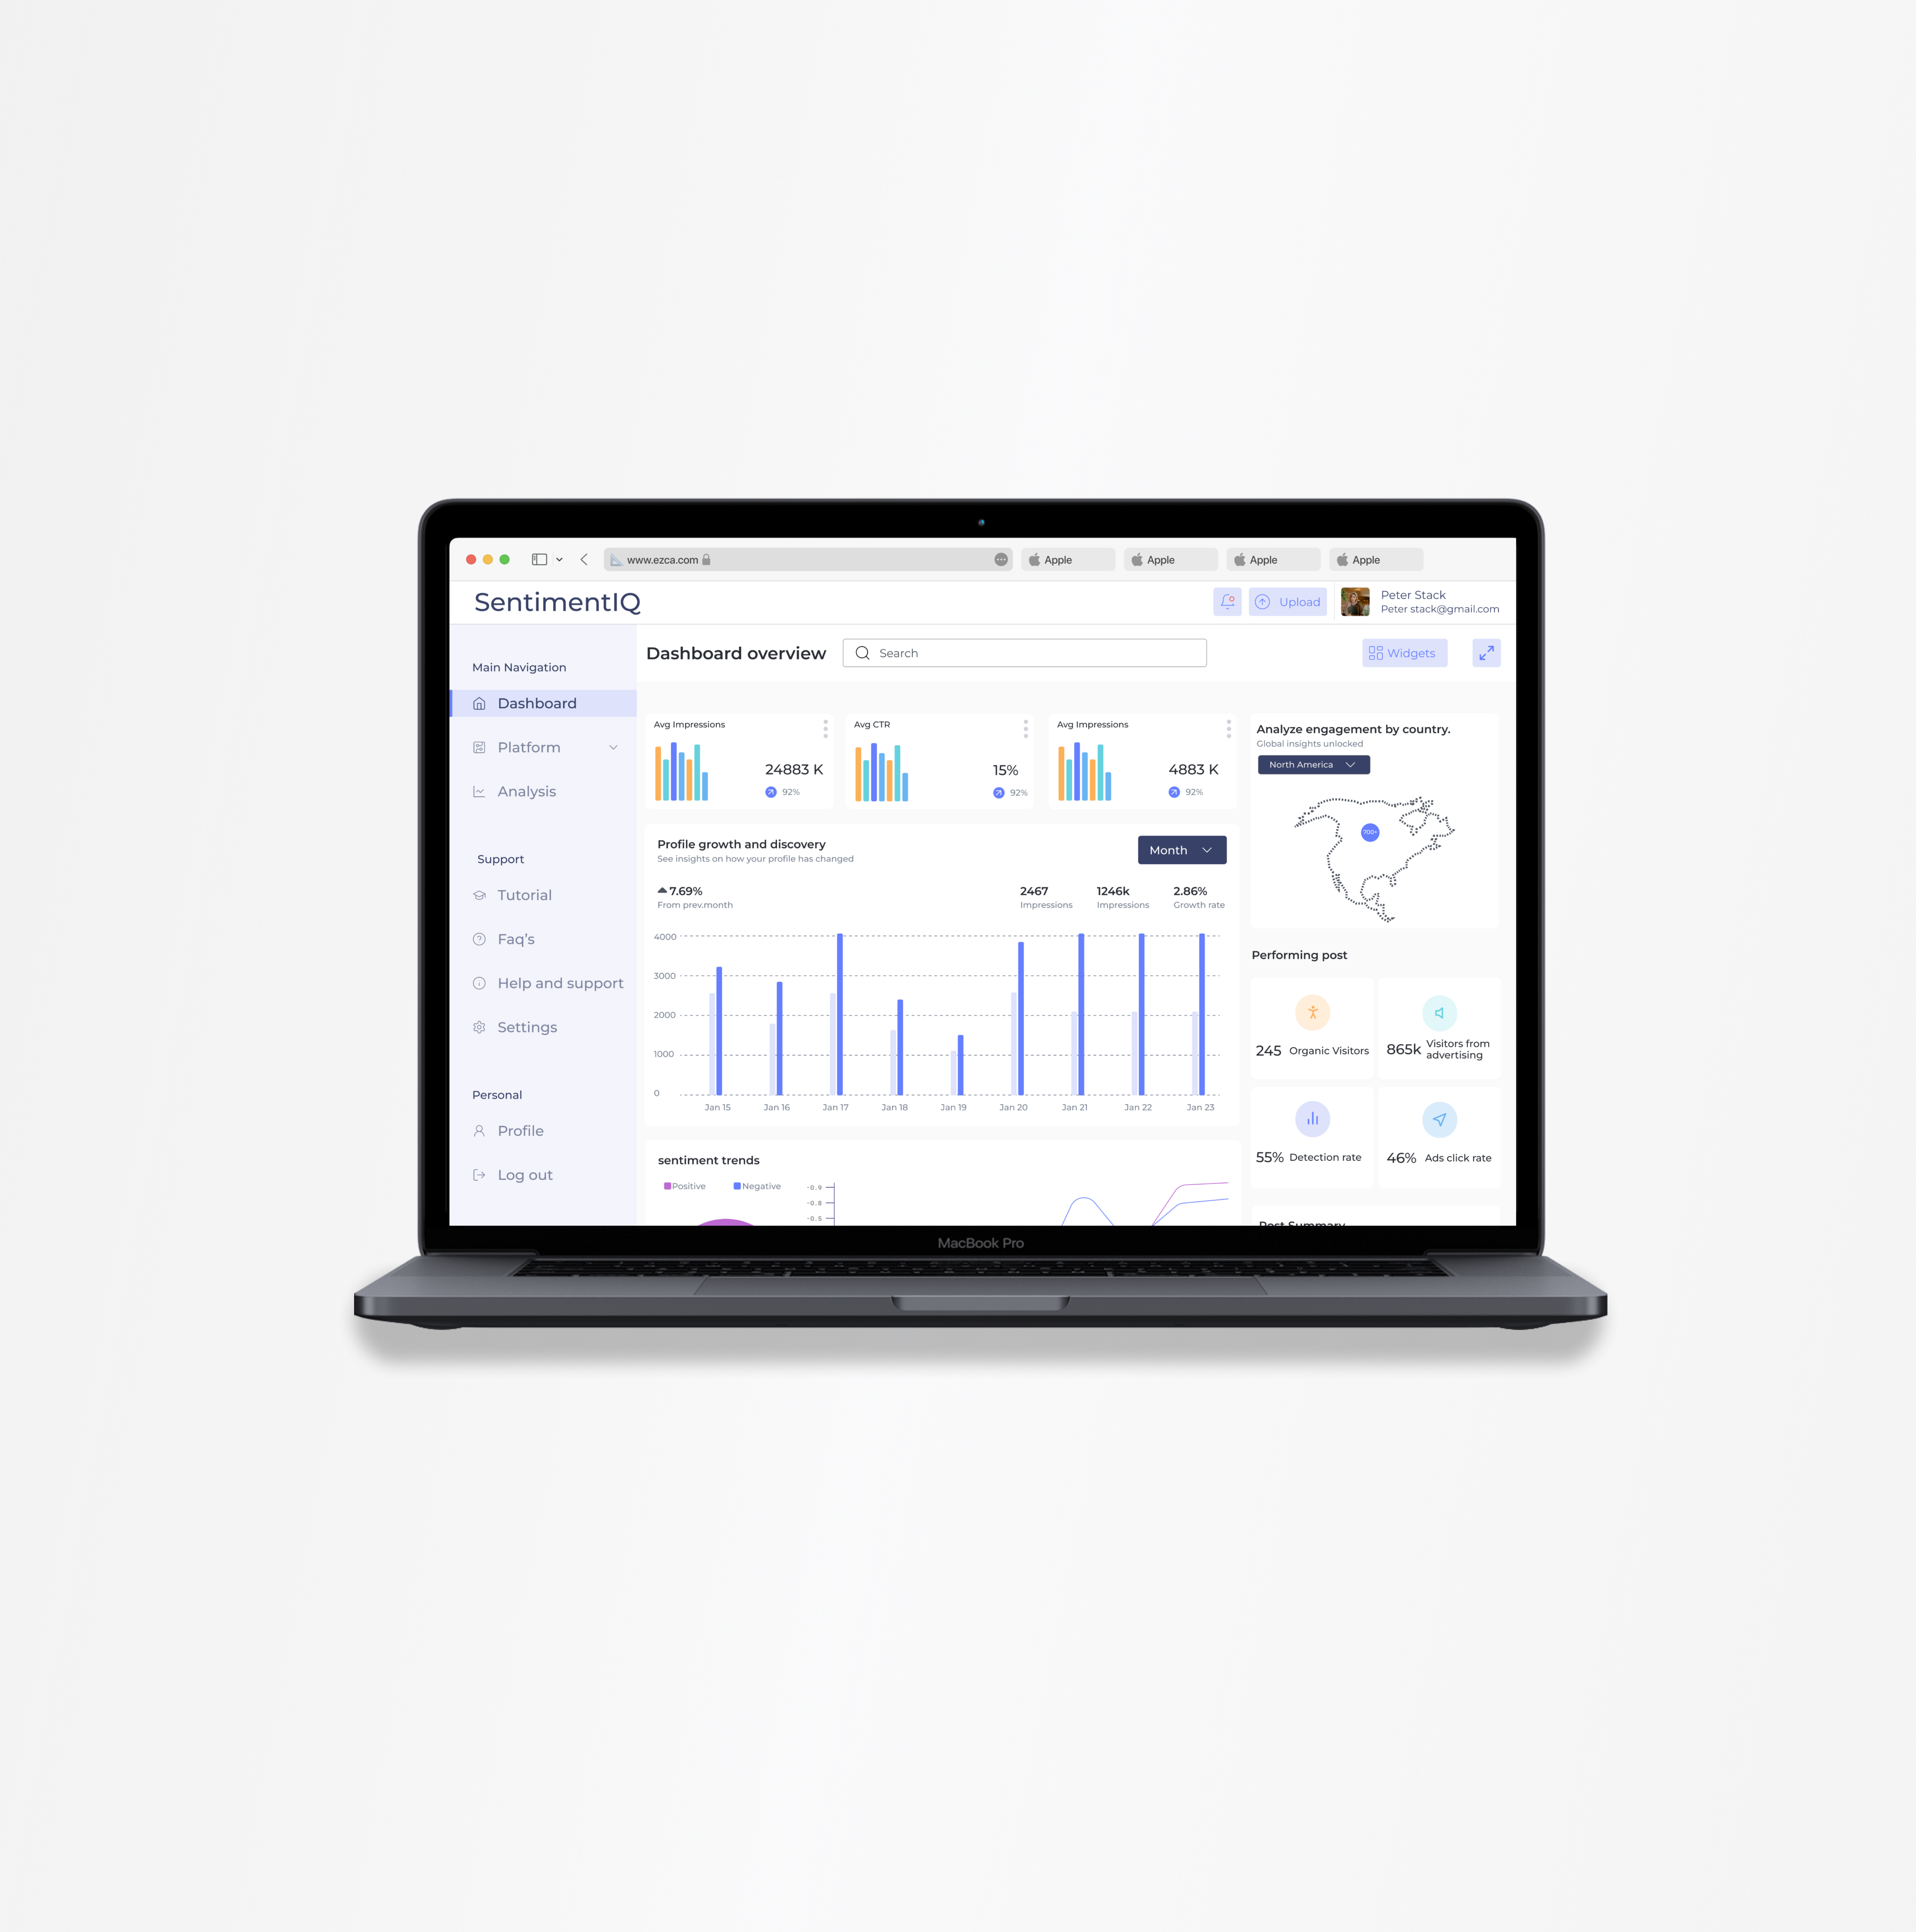 www.ezca.com
Apple
Apple
Apple
Apple
SentimentIQ
Upload
Peter Stack
Peter stack@gmail.com
Main Navigation
Dashboard
Platform
Analysis
Support
Tutorial
Faq's
Help and support
Settings
Personal
Profile
Log out
Dashboard overview
Search
Widgets
Avg Impressions
24883 K
92%
Avg CTR
15%
92%
Avg Impressions
4883 K
92%
Profile growth and discovery
See insights on how your profile has changed
Month
7.69%
From prev.month
2467
Impressions
1246k
Impressions
2.86%
Growth rate
4000
3000
2000
1000
0
Jan 15
Jan 16
Jan 17
Jan 18
Jan 19
Jan 20
Jan 21
Jan 22
Jan 23
sentiment trends
Positive
Negative
-0.9
-0.8
-0.5
Analyze engagement by country.
Global insights unlocked
North America
700+
Performing post
245 Organic Visitors
865k Visitors from
advertising
55% Detection rate
46% Ads click rate
Post Summary
MacBook Pro